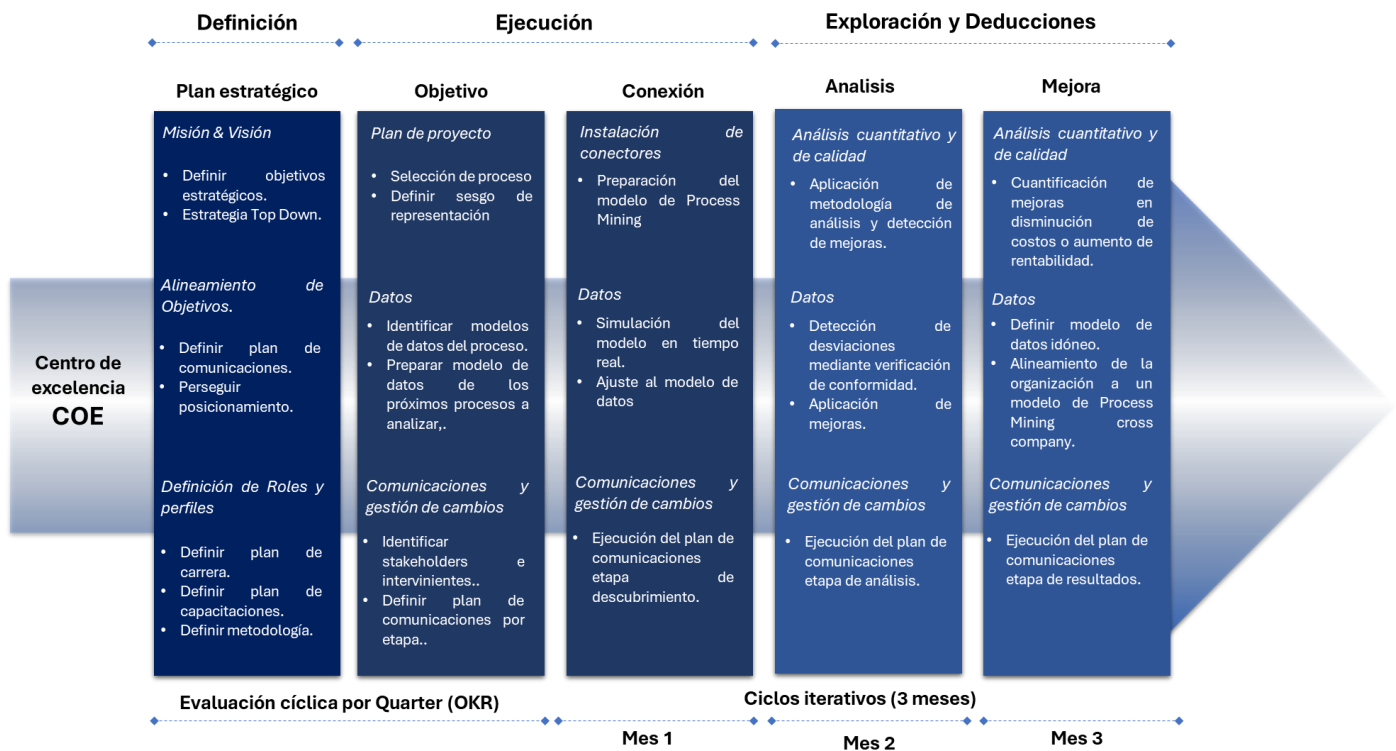 Definición
Ejecución
Exploración y Deducciones
Plan estratégico
Objetivo
Conexión
Analisis
Mejora
Centro de
excelencia
COE
Misión & Visión
• Definir objetivos
estratégicos.
• Estrategia Top Down.
Alineamiento de
Objetivos.
• Definir plan de
comunicaciones.
• Perseguir
posicionamiento.
Definición de Roles y
perfiles
• Definir plan de
carrera.
• Definir plan de
capacitaciones.
• Definir metodología.
Plan de proyecto
• Selección de proceso
• Definir sesgo de
representación
Datos
• Identificar modelos
de datos del proceso.
• Preparar modelo de
datos de los
próximos procesos a
analizar,.
Comunicaciones y
gestión de cambios
• Identificar
stakeholders e
intervinientes..
• Definir plan de
comunicaciones por
etapa..
Instalación de
conectores
• Preparación del
modelo de Process
Mining
Datos
• Simulación del
modelo en tiempo
real.
• Ajuste al modelo de
datos
Comunicaciones y
gestión de cambios
• Ejecución del plan de
comunicaciones
etapa de
descubrimiento.
Análisis cuantitativo y
de calidad
• Aplicación de
metodología de
análisis y detección
de mejoras.
Datos
• Detección de
desviaciones
mediante verificación
de conformidad.
• Aplicación de
mejoras.
Comunicaciones y
gestión de cambios
• Ejecución del plan de
comunicaciones
etapa de análisis.
Análisis cuantitativo y
de calidad
• Cuantificación de
mejoras en
disminución de
costos o aumento de
rentabilidad.
Datos
• Definir modelo de
datos idóneo.
• Alineamiento de la
organización a un
modelo de Process
Mining cross
company.
Comunicaciones y
gestión de cambios
• Ejecución del plan de
comunicaciones
etapa de resultados.
Evaluación cíclica por Quarter (OKR)
Ciclos iterativos (3 meses)
Mes 1
Mes 2
Mes 3